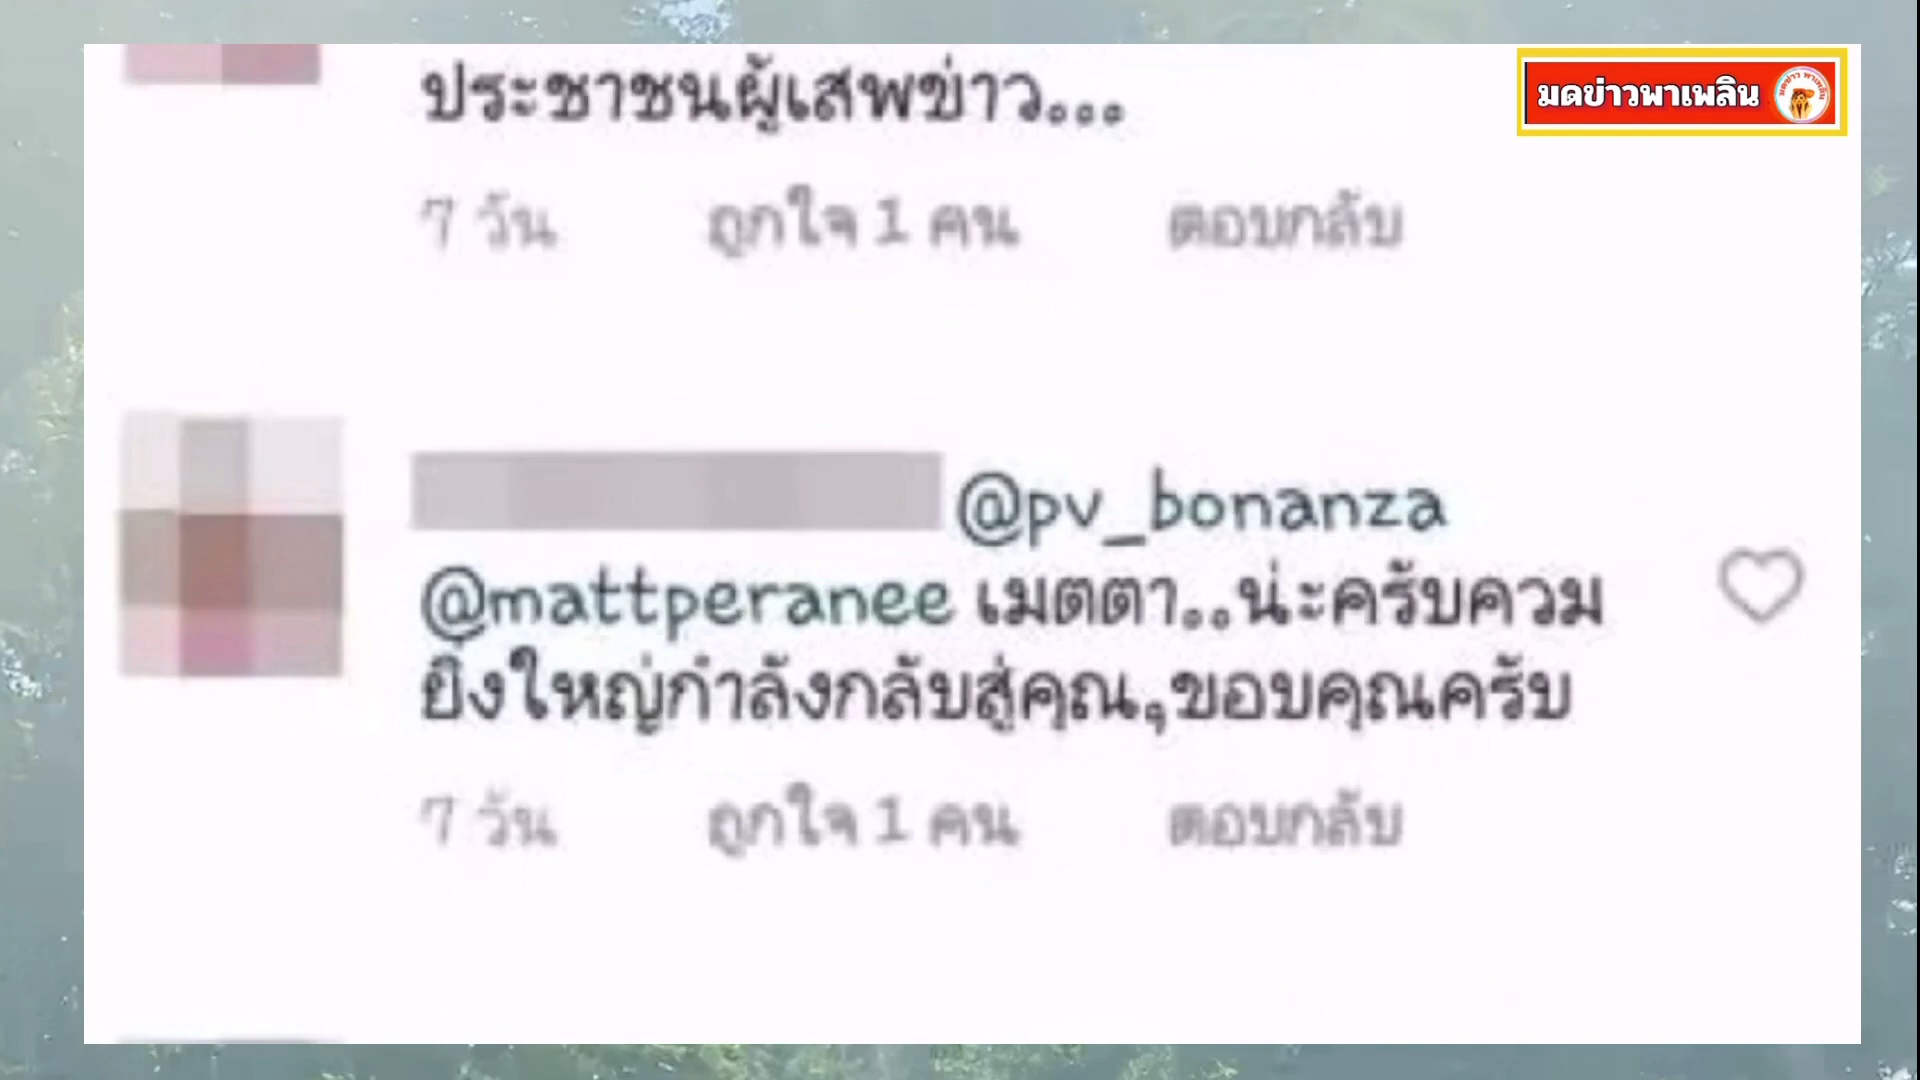 ประชาชนผู้เสพข่าว...
มดข่าวพาเพลิน
7 วัน ถูกใจ 1 คน ตอบกลับ
@pv_bonanza
@mattperanee เมตตา..น่ะครับควม
ยิ่งใหญ่กำลังกลับสู่คุณ,ขอบคุณครับ
7 วัน ถูกใจ 1 คน ตอบกลับ